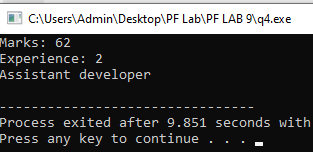 C:\Users\Admin\Desktop\PF Lab\PF LAB 9\q4.exe
Marks: 62
Experience: 2
Assistant developer
--------------------------------
Process exited after 9.851 seconds with
Press any key to continue . . .